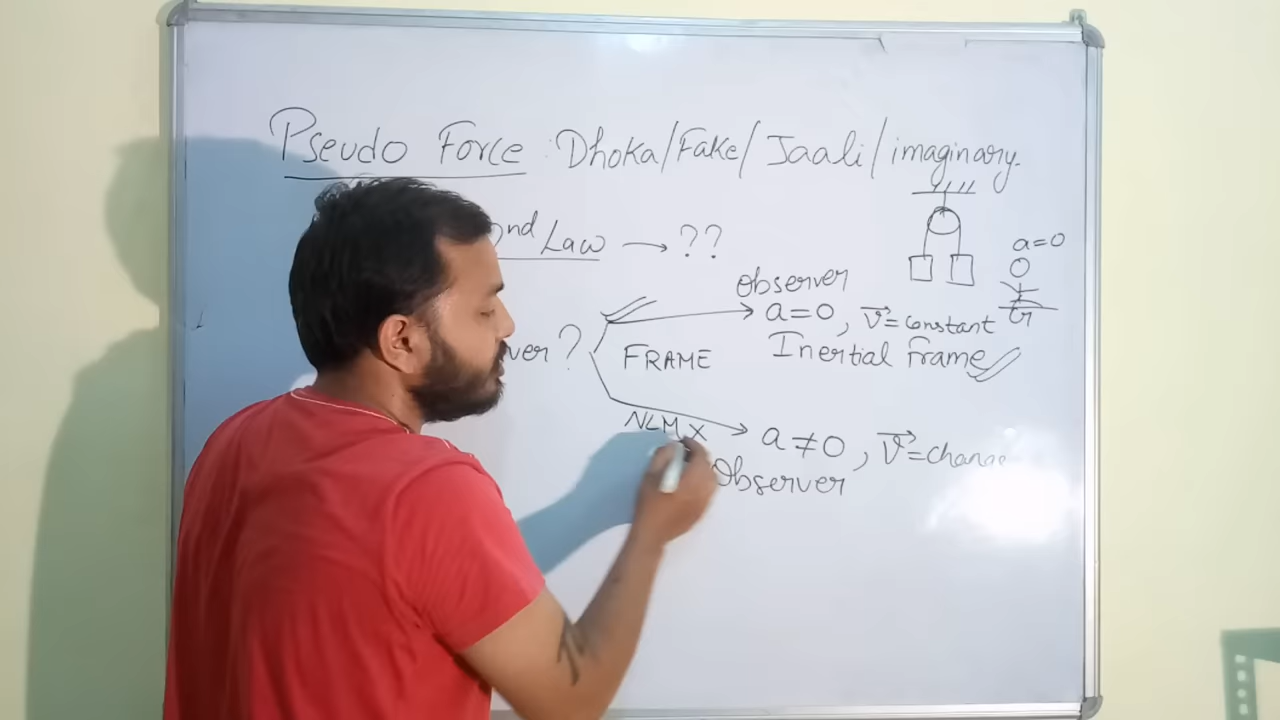 Pseudo Force : Dhoka/Fake/Jaali/imaginary
nd Law → ??
a=0
Gr
observer
a=0, v⃗=constant
Inertial frame
ver ?
FRAME
NLM X
a≠0, v⃗=change
Observer